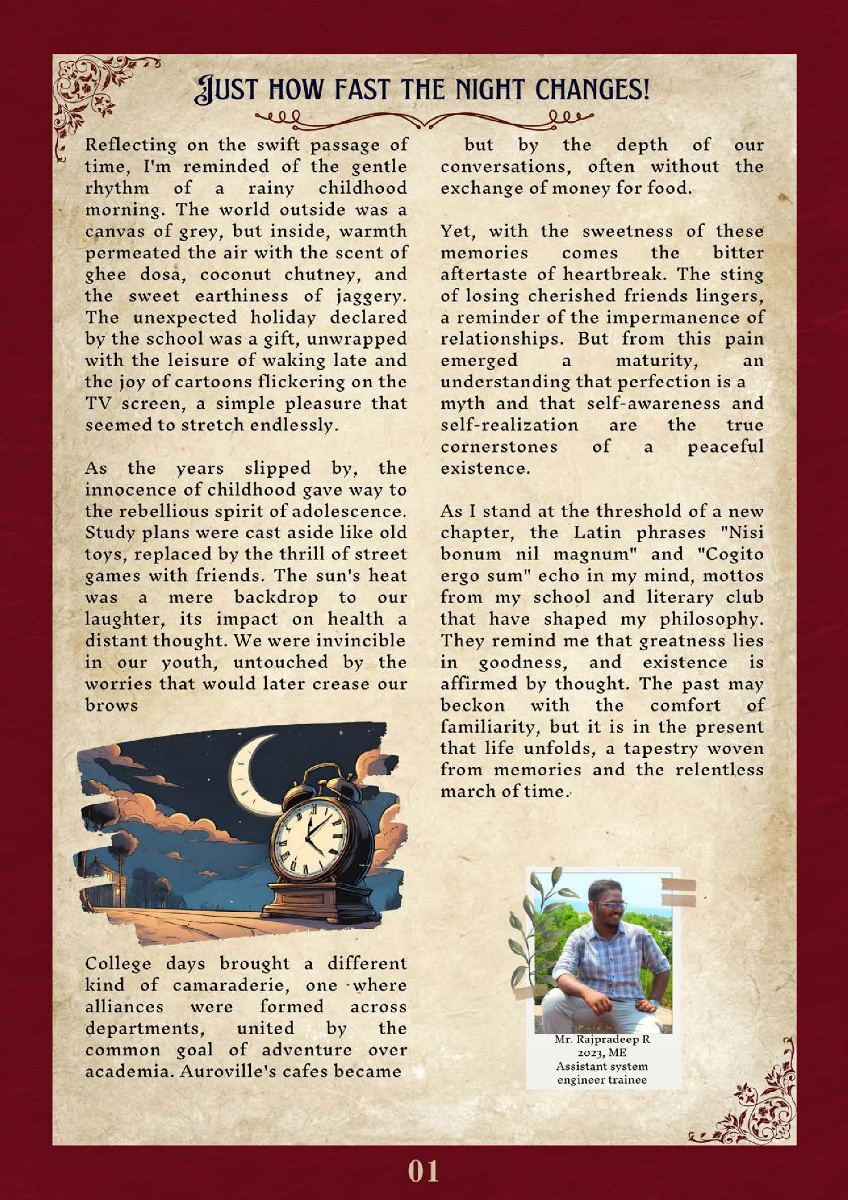 Just how fast the night changes!
Reflecting on the swift passage of
time, I'm reminded of the gentle
rhythm of a rainy childhood
morning. The world outside was a
canvas of grey, but inside, warmth
permeated the air with the scent of
ghee dosa, coconut chutney, and
the sweet earthiness of jaggery.
The unexpected holiday declared
by the school was a gift, unwrapped
with the leisure of waking late and
the joy of cartoons flickering on the
TV screen, a simple pleasure that
seemed to stretch endlessly.
As the years slipped by, the
innocence of childhood gave way to
the rebellious spirit of adolescence.
Study plans were cast aside like old
toys, replaced by the thrill of street
games with friends. The sun's heat
was a mere backdrop to our
laughter, its impact on health a
distant thought. We were invincible
in our youth, untouched by the
worries that would later crease our
brows
College days brought a different
kind of camaraderie, one where
alliances were formed across
departments, united by the
common goal of adventure over
academia. Auroville's cafes became
but by the depth of our
conversations, often without the
exchange of money for food.
Yet, with the sweetness of these
memories comes the bitter
aftertaste of heartbreak. The sting
of losing cherished friends lingers,
a reminder of the impermanence of
relationships. But from this pain
emerged a maturity, an
understanding that perfection is a
myth and that self-awareness and
self-realization are the true
cornerstones of a peaceful
existence.
As I stand at the threshold of a new
chapter, the Latin phrases "Nisi
bonum nil magnum" and "Cogito
ergo sum" echo in my mind, mottos
from my school and literary club
that have shaped my philosophy.
They remind me that greatness lies
in goodness, and existence is
affirmed by thought. The past may
beckon with the comfort of
familiarity, but it is in the present
that life unfolds, a tapestry woven
from memories and the relentless
march of time.
Mr. Rajpradeep R
2023, ME
Assistant system
engineer trainee
01